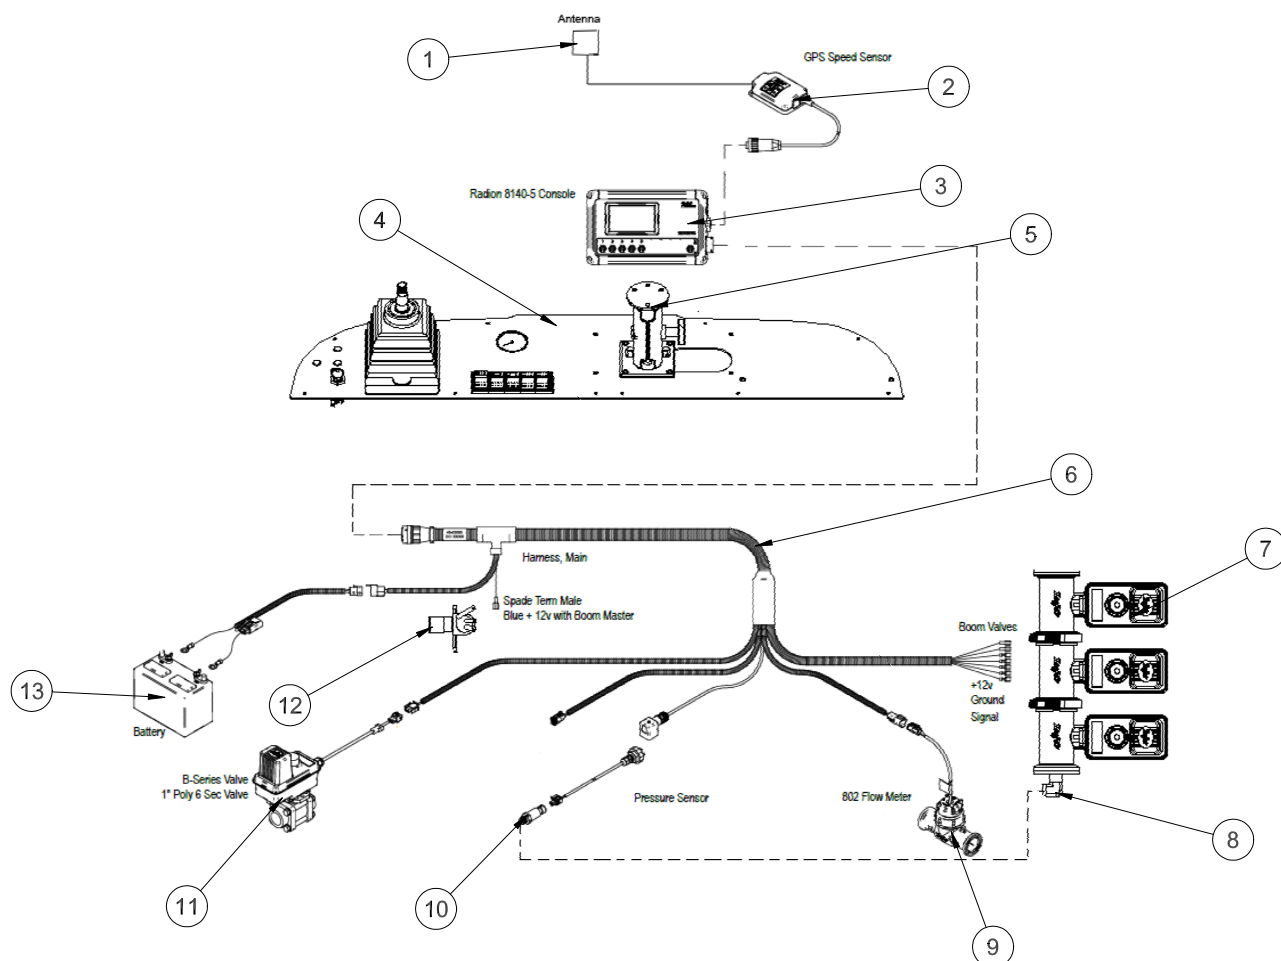 Antenna
1
GPS Speed Sensor
2
Radion 8140-5 Console
3
4
5
6
Harness, Main
7
Spade Term Male
Blue + 12v with Boom Master
12
Boom Valves
13
+12v
Ground
Signal
Battery
B-Series Valve
1" Poly 6 Sec Valve
Pressure Sensor
802 Flow Meter
8
11
10
9